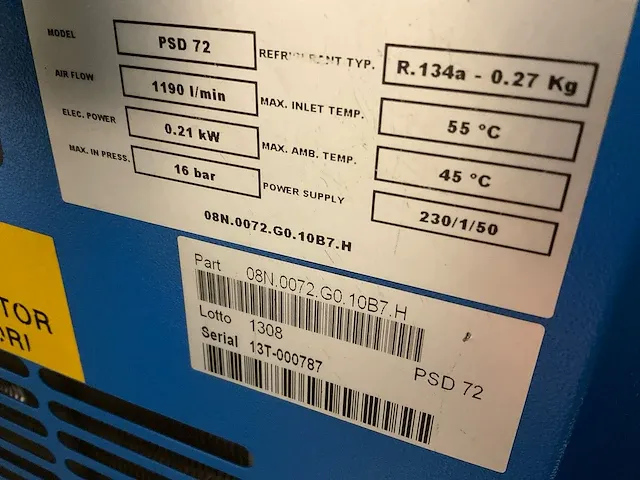 MODEL PSD 72 REFRIGERANT TYP. R.134a - 0.27 Kg
AIR FLOW 1190 l/min MAX. INLET TEMP. 55 °C
ELEC. POWER 0.21 kW MAX. AMB. TEMP. 45 °C
MAX. IN PRESS. 16 bar POWER SUPPLY 230/1/50
08N.0072.G0.10B7.H
Part 08N.0072.G0.10B7.H
Lotto 1308
Serial 13T-000787
PSD 72